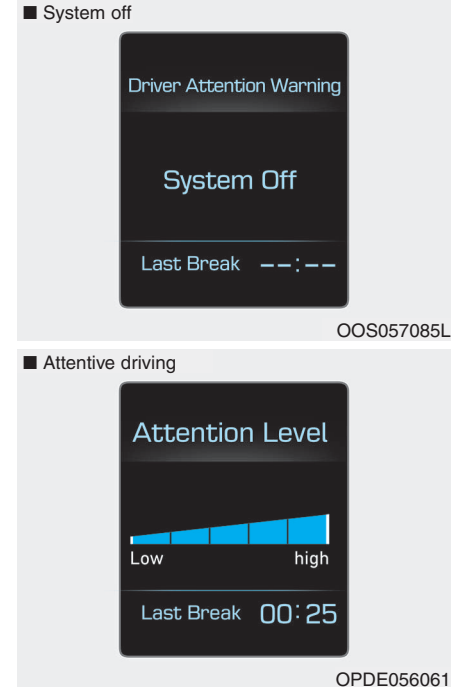 ■ System off
Driver Attention Warning
System Off
Last Break --:--
OOS057085L
■ Attentive driving
Attention Level
Low high
Last Break 00:25
OPDE056061